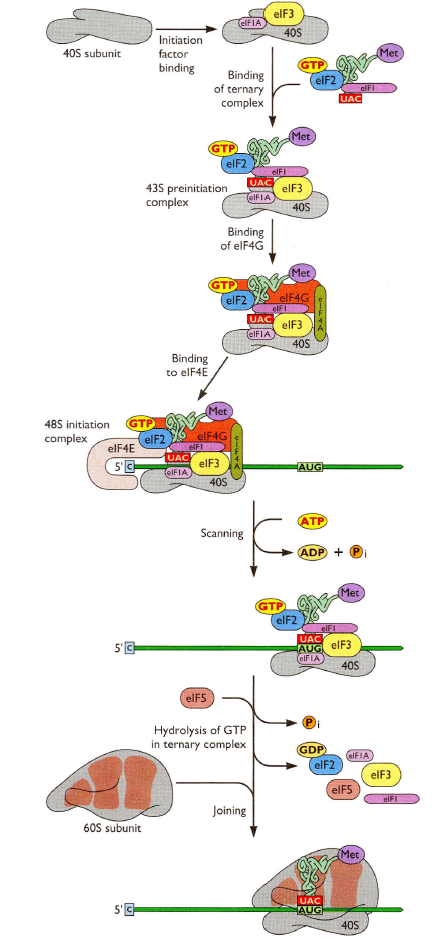 eIF3
eIF1A
40S
40S subunit
Initiation
factor
binding
Met
GTP
eIF2
eIF1
UAC
Binding
of ternary
complex
Met
GTP
eIF2
eIF1
UAC
eIF3
eIF1A
40S
43S preinitiation
complex
Binding
of eIF4G
Met
GTP
eIF2
eIF4G
eIF1
eIF4A
UAC
eIF3
eIF1A
40S
Binding
to eIF4E
48S initiation
complex
Met
GTP
eIF2
eIF4G
eIF4E
eIF1
eIF4A
UAC
eIF3
5' C
AUG
eIF1A
40S
Scanning
ATP
ADP + Pi
Met
GTP
eIF2
eIF1
UAC
eIF3
5' C
AUG
eIF1A
40S
eIF5
Pi
Hydrolysis of GTP
in ternary complex
GDP
eIF2
eIF1A
eIF3
eIF5
eIF1
60S subunit
Joining
Met
UAC
5' C
AUG
40S